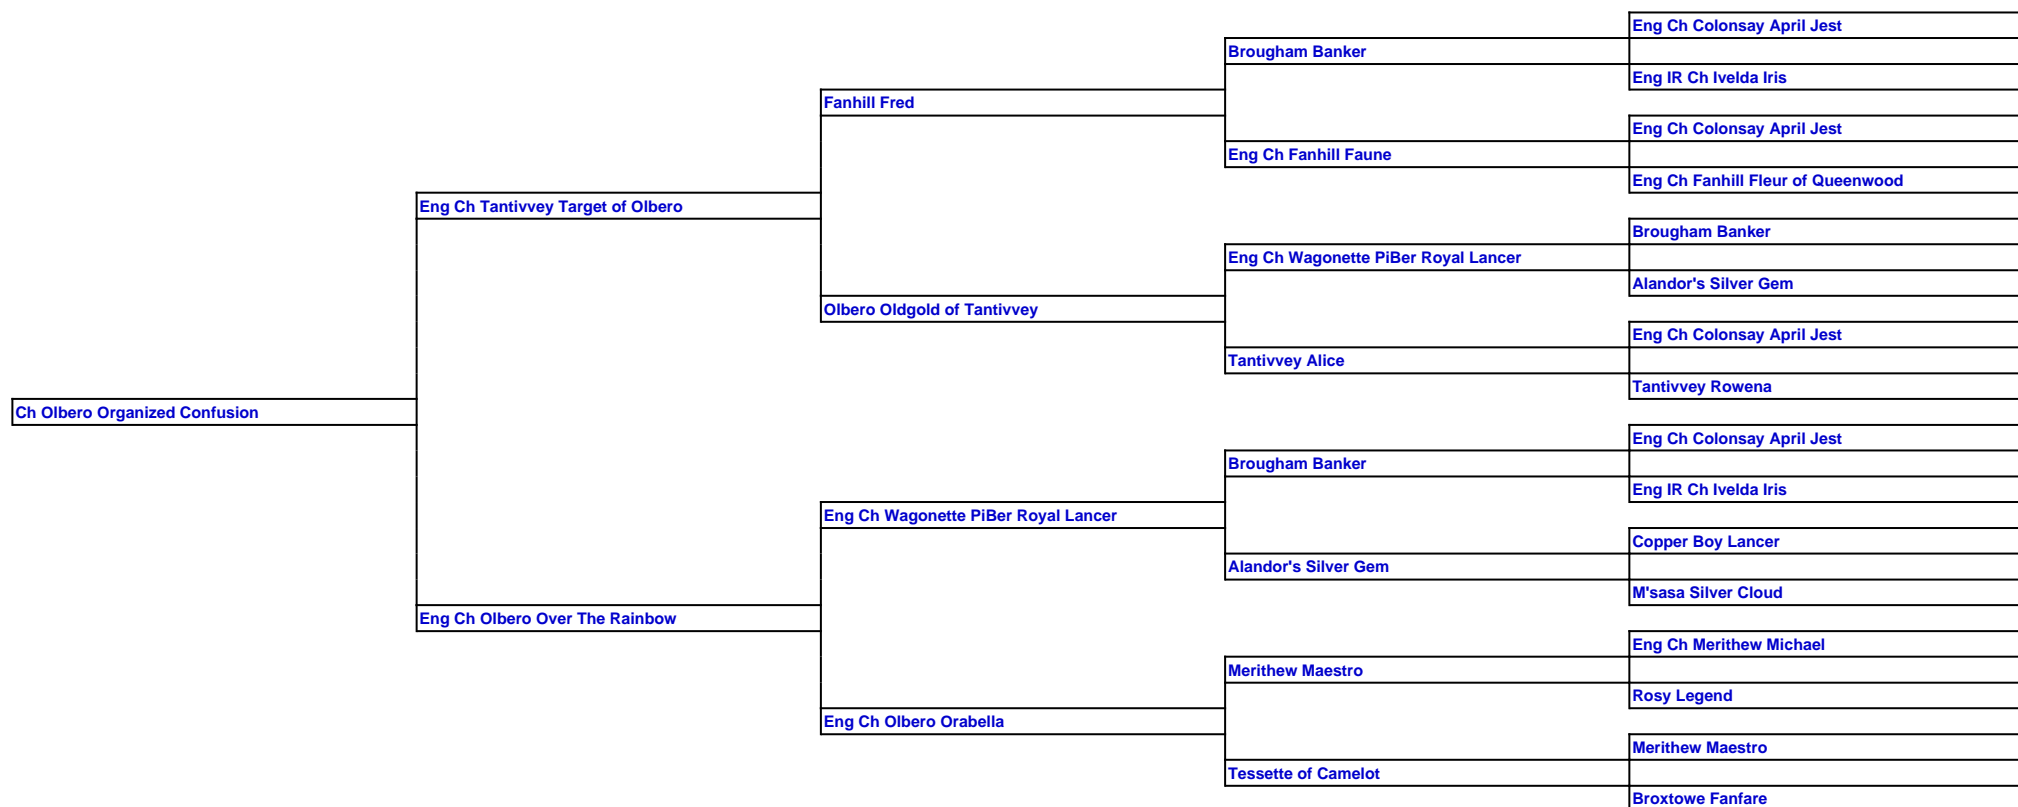 Eng Ch Colonsay April Jest
Brougham Banker
Eng IR Ch Ivelda Iris
Fanhill Fred
Eng Ch Colonsay April Jest
Eng Ch Fanhill Faune
Eng Ch Fanhill Fleur of Queenwood
Eng Ch Tantivvey Target of Olbero
Brougham Banker
Eng Ch Wagonette PiBer Royal Lancer
Alandor's Silver Gem
Olbero Oldgold of Tantivvey
Eng Ch Colonsay April Jest
Tantivvey Alice
Tantivvey Rowena
Ch Olbero Organized Confusion
Eng Ch Colonsay April Jest
Brougham Banker
Eng IR Ch Ivelda Iris
Eng Ch Wagonette PiBer Royal Lancer
Copper Boy Lancer
Alandor's Silver Gem
M'sasa Silver Cloud
Eng Ch Olbero Over The Rainbow
Eng Ch Merithew Michael
Merithew Maestro
Rosy Legend
Eng Ch Olbero Orabella
Merithew Maestro
Tessette of Camelot
Broxtowe Fanfare